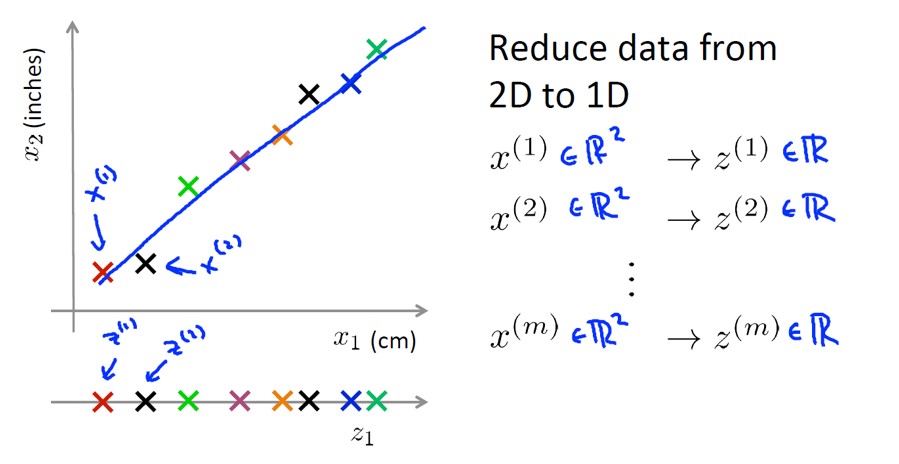 x₂ (inches)
x⁽¹⁾
x⁽²⁾
x₁ (cm)
z⁽¹⁾
z⁽²⁾
z₁
Reduce data from
2D to 1D
x⁽¹⁾ ∈ ℝ² → z⁽¹⁾ ∈ ℝ
x⁽²⁾ ∈ ℝ² → z⁽²⁾ ∈ ℝ
⋮
x⁽ᵐ⁾ ∈ ℝ² → z⁽ᵐ⁾ ∈ ℝ